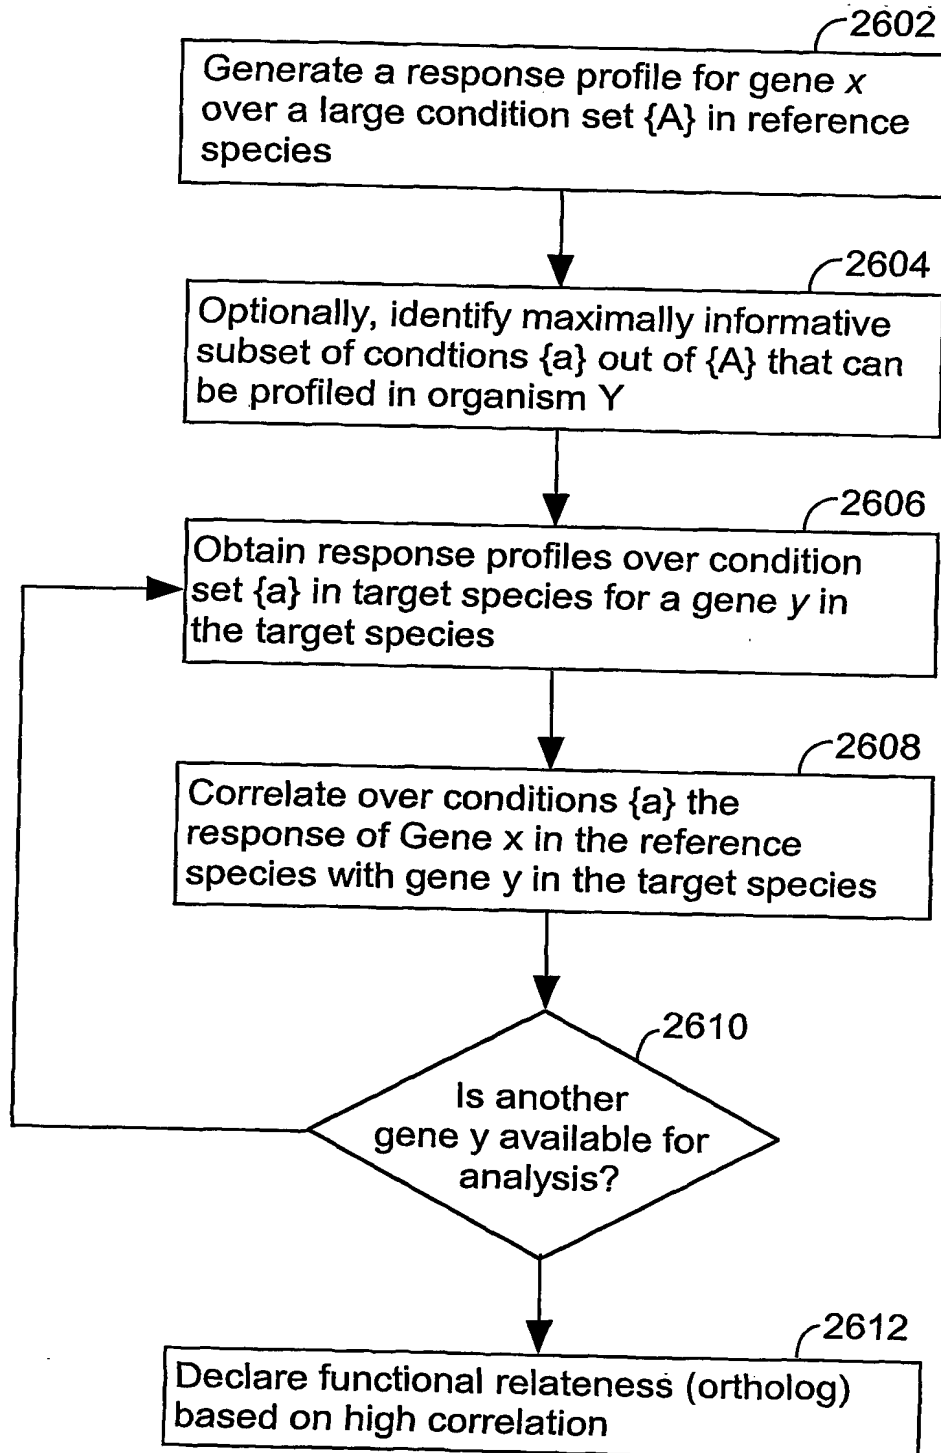 2602
Generate a response profile for gene x
over a large condition set {A} in reference
species
2604
Optionally, identify maximally informative
subset of condtions {a} out of {A} that can
be profiled in organism Y
2606
Obtain response profiles over condition
set {a} in target species for a gene y in
the target species
2608
Correlate over conditions {a} the
response of Gene x in the reference
species with gene y in the target species
2610
Is another
gene y available for
analysis?
2612
Declare functional relateness (ortholog)
based on high correlation